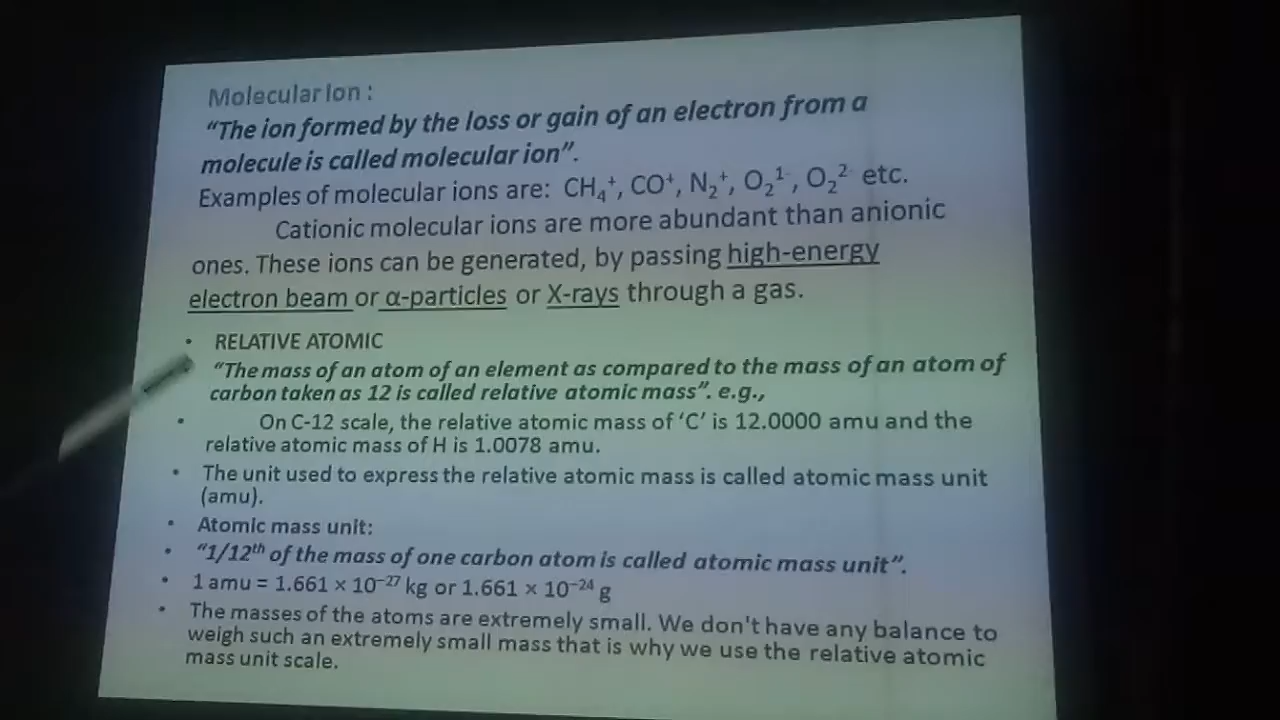 Molecular Ion :
“The ion formed by the loss or gain of an electron from a
molecule is called molecular ion”.
Examples of molecular ions are: CH₄⁺, CO⁺, N₂⁺, O₂¹⁻, O₂²⁻ etc.
Cationic molecular ions are more abundant than anionic
ones. These ions can be generated, by passing high-energy
electron beam or α-particles or X-rays through a gas.
• RELATIVE ATOMIC
“The mass of an atom of an element as compared to the mass of an atom of
carbon taken as 12 is called relative atomic mass”. e.g.,
• On C-12 scale, the relative atomic mass of ‘C’ is 12.0000 amu and the
relative atomic mass of H is 1.0078 amu.
• The unit used to express the relative atomic mass is called atomic mass unit
(amu).
• Atomic mass unit:
• “1/12ᵗʰ of the mass of one carbon atom is called atomic mass unit”.
• 1 amu = 1.661 × 10⁻²⁷ kg or 1.661 × 10⁻²⁴ g
• The masses of the atoms are extremely small. We don't have any balance to
weigh such an extremely small mass that is why we use the relative atomic
mass unit scale.